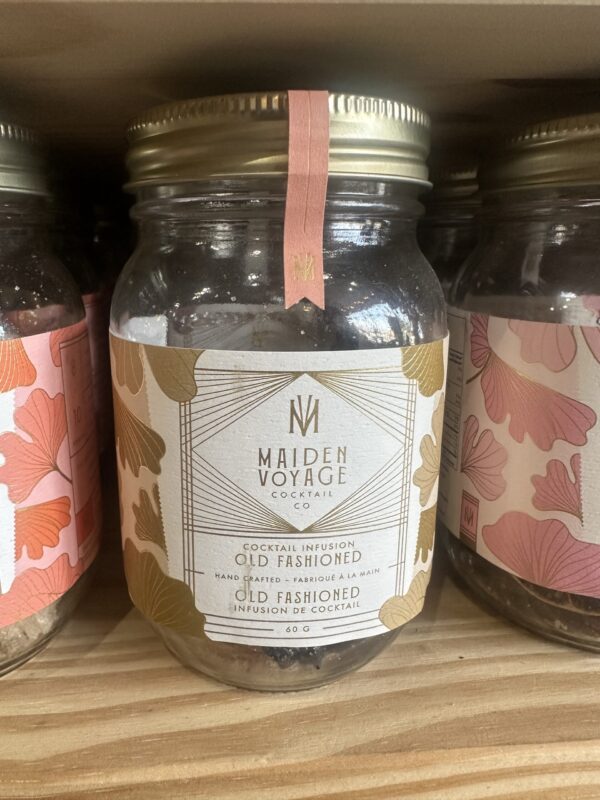 MV
MV
MAIDEN
VOYAGE
COCKTAIL
CO
COCKTAIL INFUSION
OLD FASHIONED
HAND CRAFTED – FABRIQUÉ À LA MAIN
OLD FASHIONED
INFUSION DE COCKTAIL
60 G